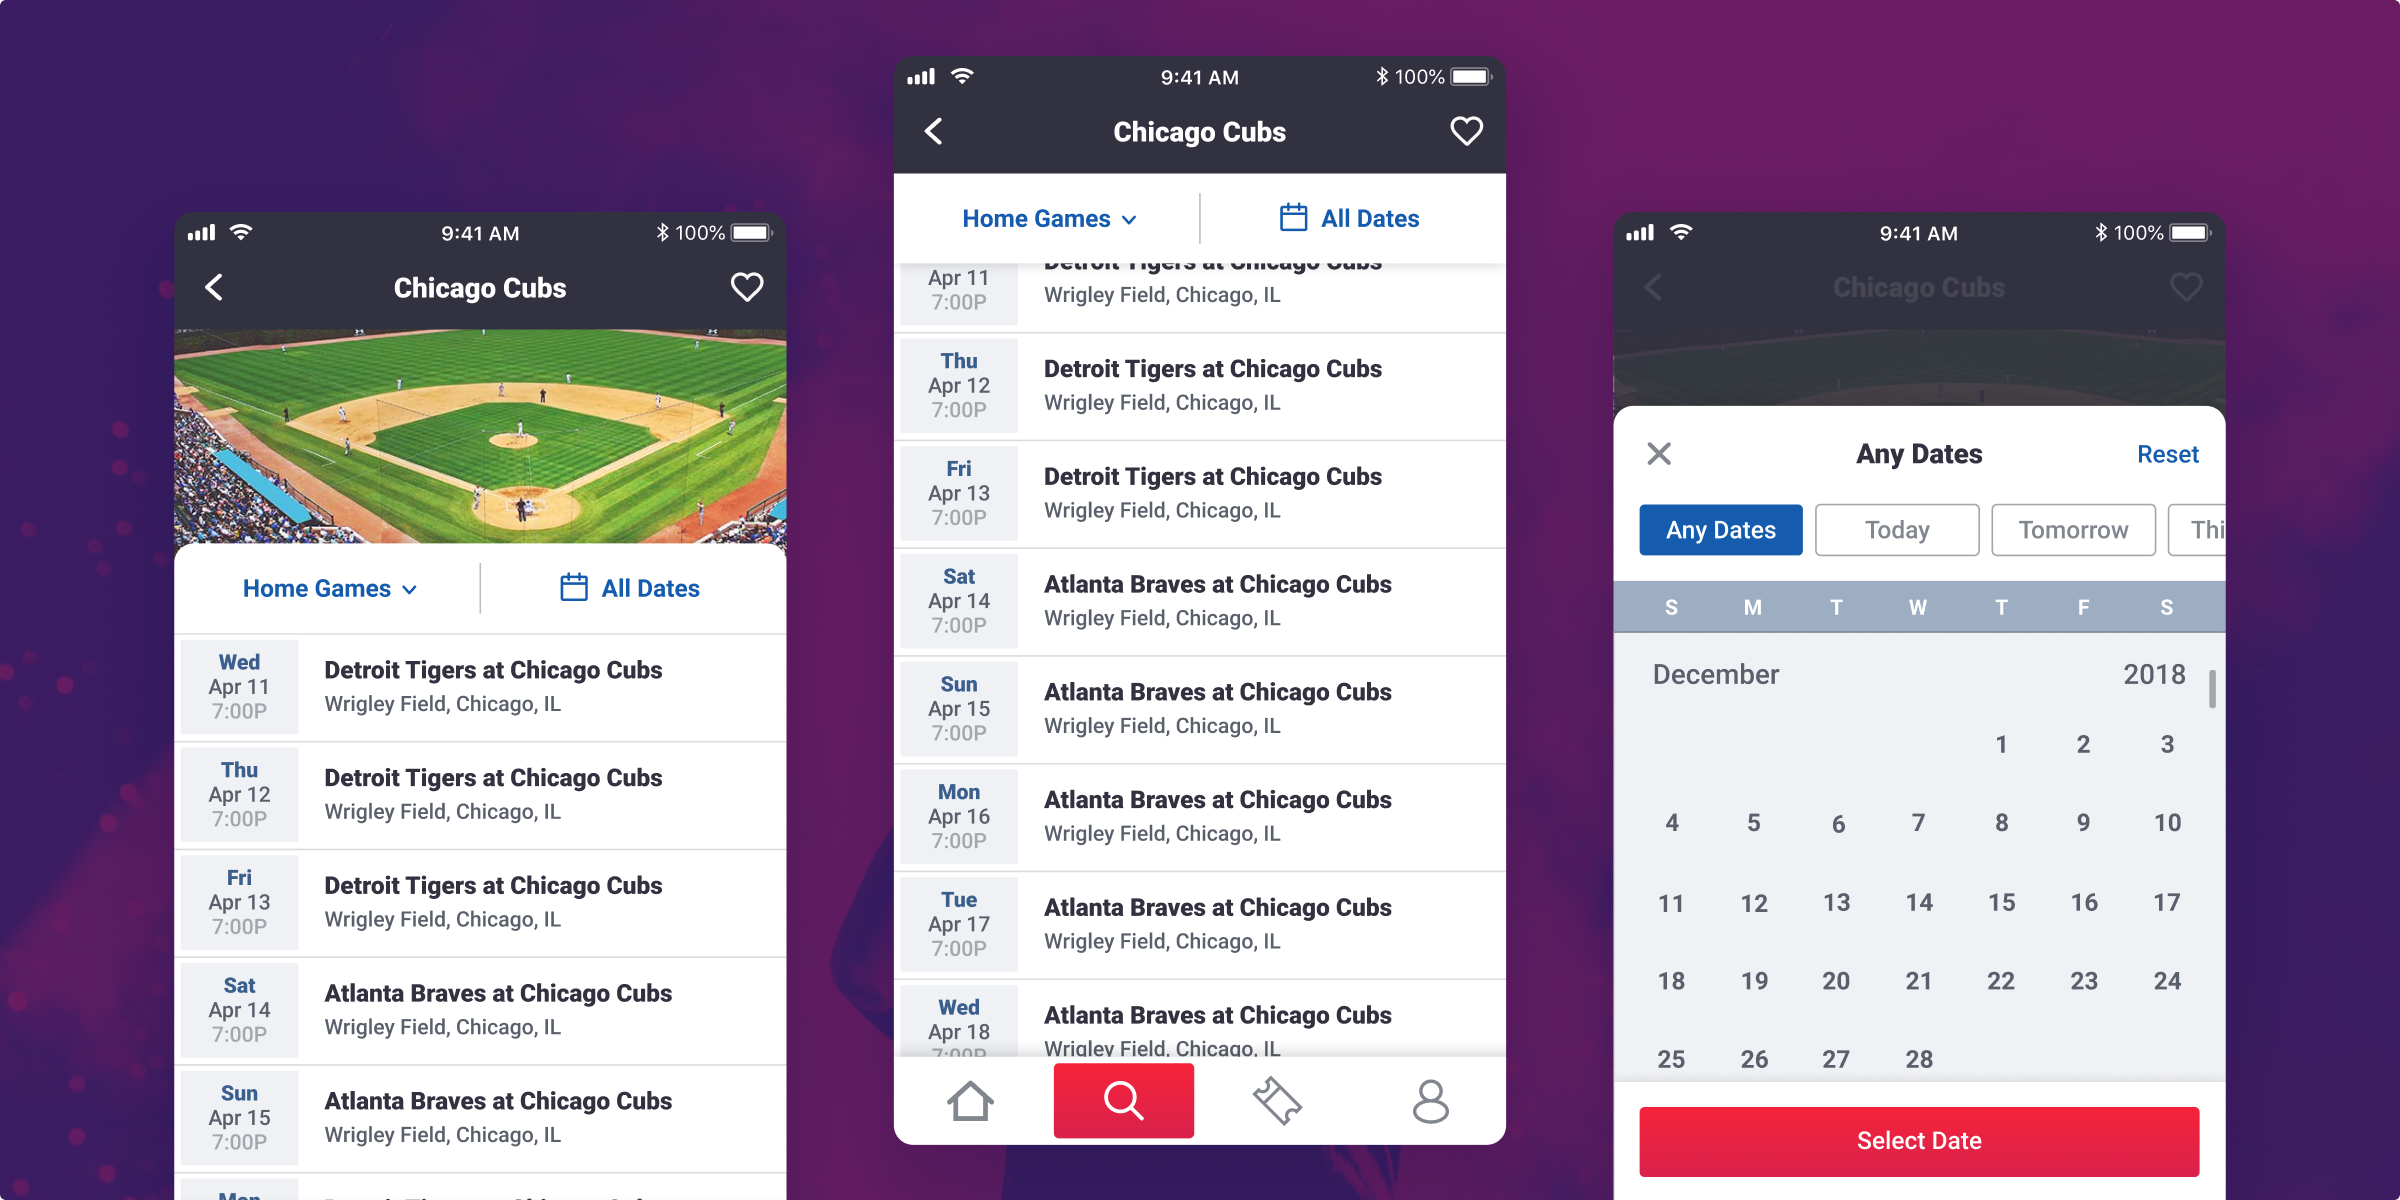 9:41 AM
100%
Chicago Cubs
Home Games
All Dates
Wed
Apr 11
7:00P
Detroit Tigers at Chicago Cubs
Wrigley Field, Chicago, IL
Thu
Apr 12
7:00P
Detroit Tigers at Chicago Cubs
Wrigley Field, Chicago, IL
Fri
Apr 13
7:00P
Detroit Tigers at Chicago Cubs
Wrigley Field, Chicago, IL
Sat
Apr 14
7:00P
Atlanta Braves at Chicago Cubs
Wrigley Field, Chicago, IL
Sun
Apr 15
7:00P
Atlanta Braves at Chicago Cubs
Wrigley Field, Chicago, IL
Mon
9:41 AM
100%
Chicago Cubs
Home Games
All Dates
Detroit Tigers at Chicago Cubs
Apr 11
7:00P
Wrigley Field, Chicago, IL
Thu
Apr 12
7:00P
Detroit Tigers at Chicago Cubs
Wrigley Field, Chicago, IL
Fri
Apr 13
7:00P
Detroit Tigers at Chicago Cubs
Wrigley Field, Chicago, IL
Sat
Apr 14
7:00P
Atlanta Braves at Chicago Cubs
Wrigley Field, Chicago, IL
Sun
Apr 15
7:00P
Atlanta Braves at Chicago Cubs
Wrigley Field, Chicago, IL
Mon
Apr 16
7:00P
Atlanta Braves at Chicago Cubs
Wrigley Field, Chicago, IL
Tue
Apr 17
7:00P
Atlanta Braves at Chicago Cubs
Wrigley Field, Chicago, IL
Wed
Apr 18
7:00P
Atlanta Braves at Chicago Cubs
Wrigley Field, Chicago, IL
9:41 AM
100%
Chicago Cubs
Any Dates
Reset
Any Dates
Today
Tomorrow
Thi
S M T W T F S
December 2018
1 2 3
4 5 6 7 8 9 10
11 12 13 14 15 16 17
18 19 20 21 22 23 24
25 26 27 28
Select Date